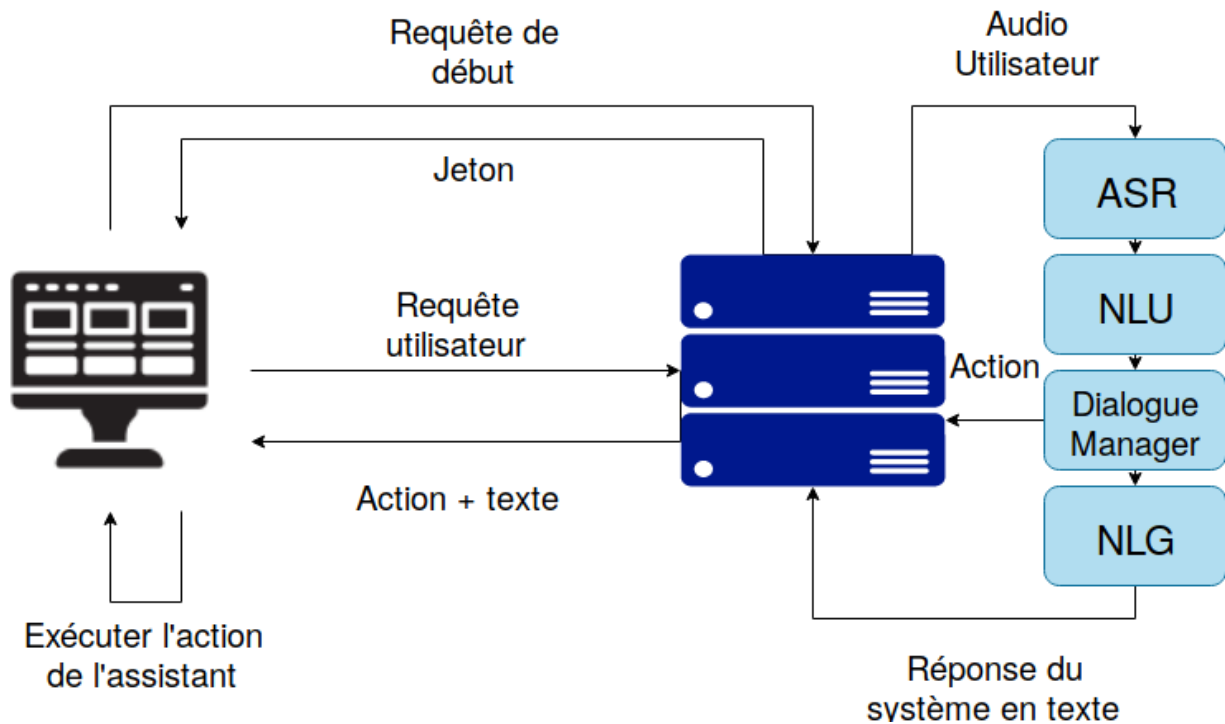 Requête de
début
Audio
Utilisateur
Jeton
ASR
Requête
utilisateur
NLU
Action
Dialogue
Manager
Action + texte
NLG
Exécuter l'action
de l'assistant
Réponse du
système en texte